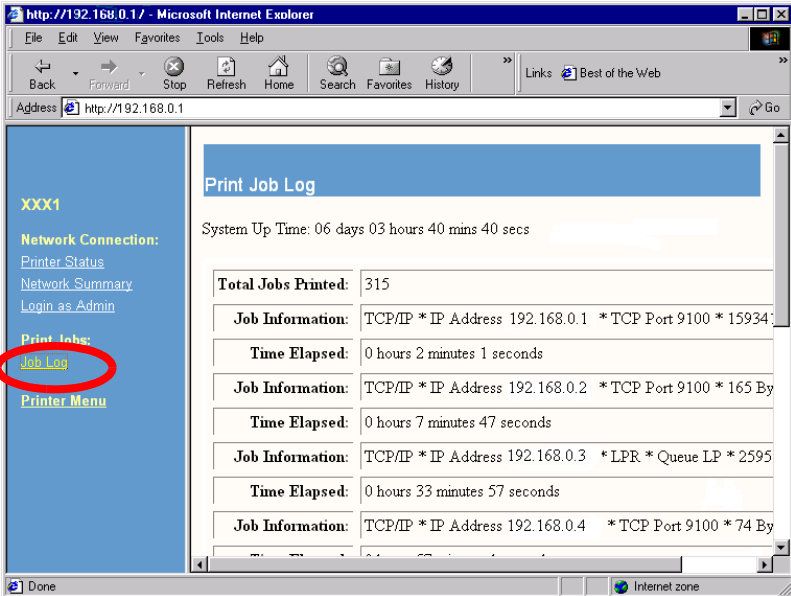 http://192.168.0.1/ - Microsoft Internet Explorer
File Edit View Favorites Tools Help
Back Forward Stop Refresh Home Search Favorites History » Links Best of the Web »
Address http://192.168.0.1 Go
Print Job Log
XXX1
System Up Time: 06 days 03 hours 40 mins 40 secs
Network Connection:
Printer Status
Network Summary
Login as Admin
Print Jobs:
Job Log
Printer Menu
Total Jobs Printed: 315
Job Information: TCP/IP * IP Address 192.168.0.1 * TCP Port 9100 * 159341
Time Elapsed: 0 hours 2 minutes 1 seconds
Job Information: TCP/IP * IP Address 192.168.0.2 * TCP Port 9100 * 165 By
Time Elapsed: 0 hours 7 minutes 47 seconds
Job Information: TCP/IP * IP Address 192.168.0.3 * LPR * Queue LP * 2595
Time Elapsed: 0 hours 33 minutes 57 seconds
Job Information: TCP/IP * IP Address 192.168.0.4 * TCP Port 9100 * 74 By
Done Internet zone